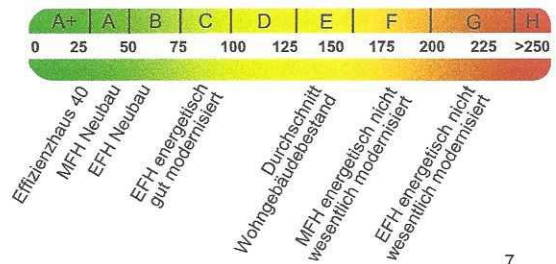 A+ A B C D E F G H
0 25 50 75 100 125 150 175 200 225 >250
Effizienzhaus 40
MFH Neubau
EFH Neubau
EFH energetisch
gut modernisiert
Durchschnitt
Wohngebäudebestand
MFH energetisch nicht
wesentlich modernisiert
EFH energetisch nicht
wesentlich modernisiert
7